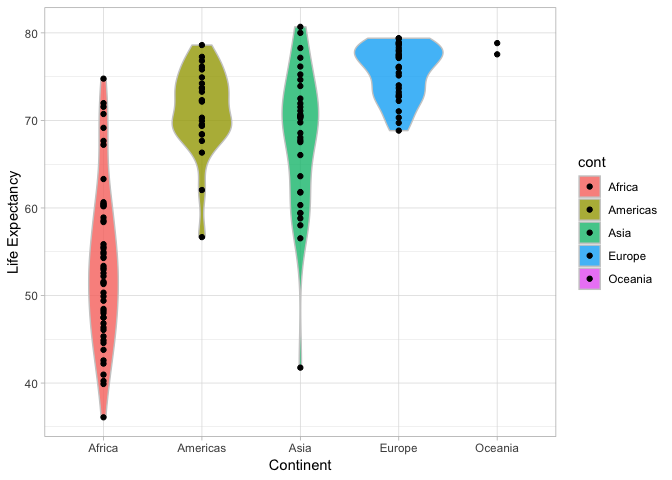 80
70
60
50
40
Life Expectancy
Africa
Americas
Asia
Europe
Oceania
Continent
cont
Africa
Americas
Asia
Europe
Oceania